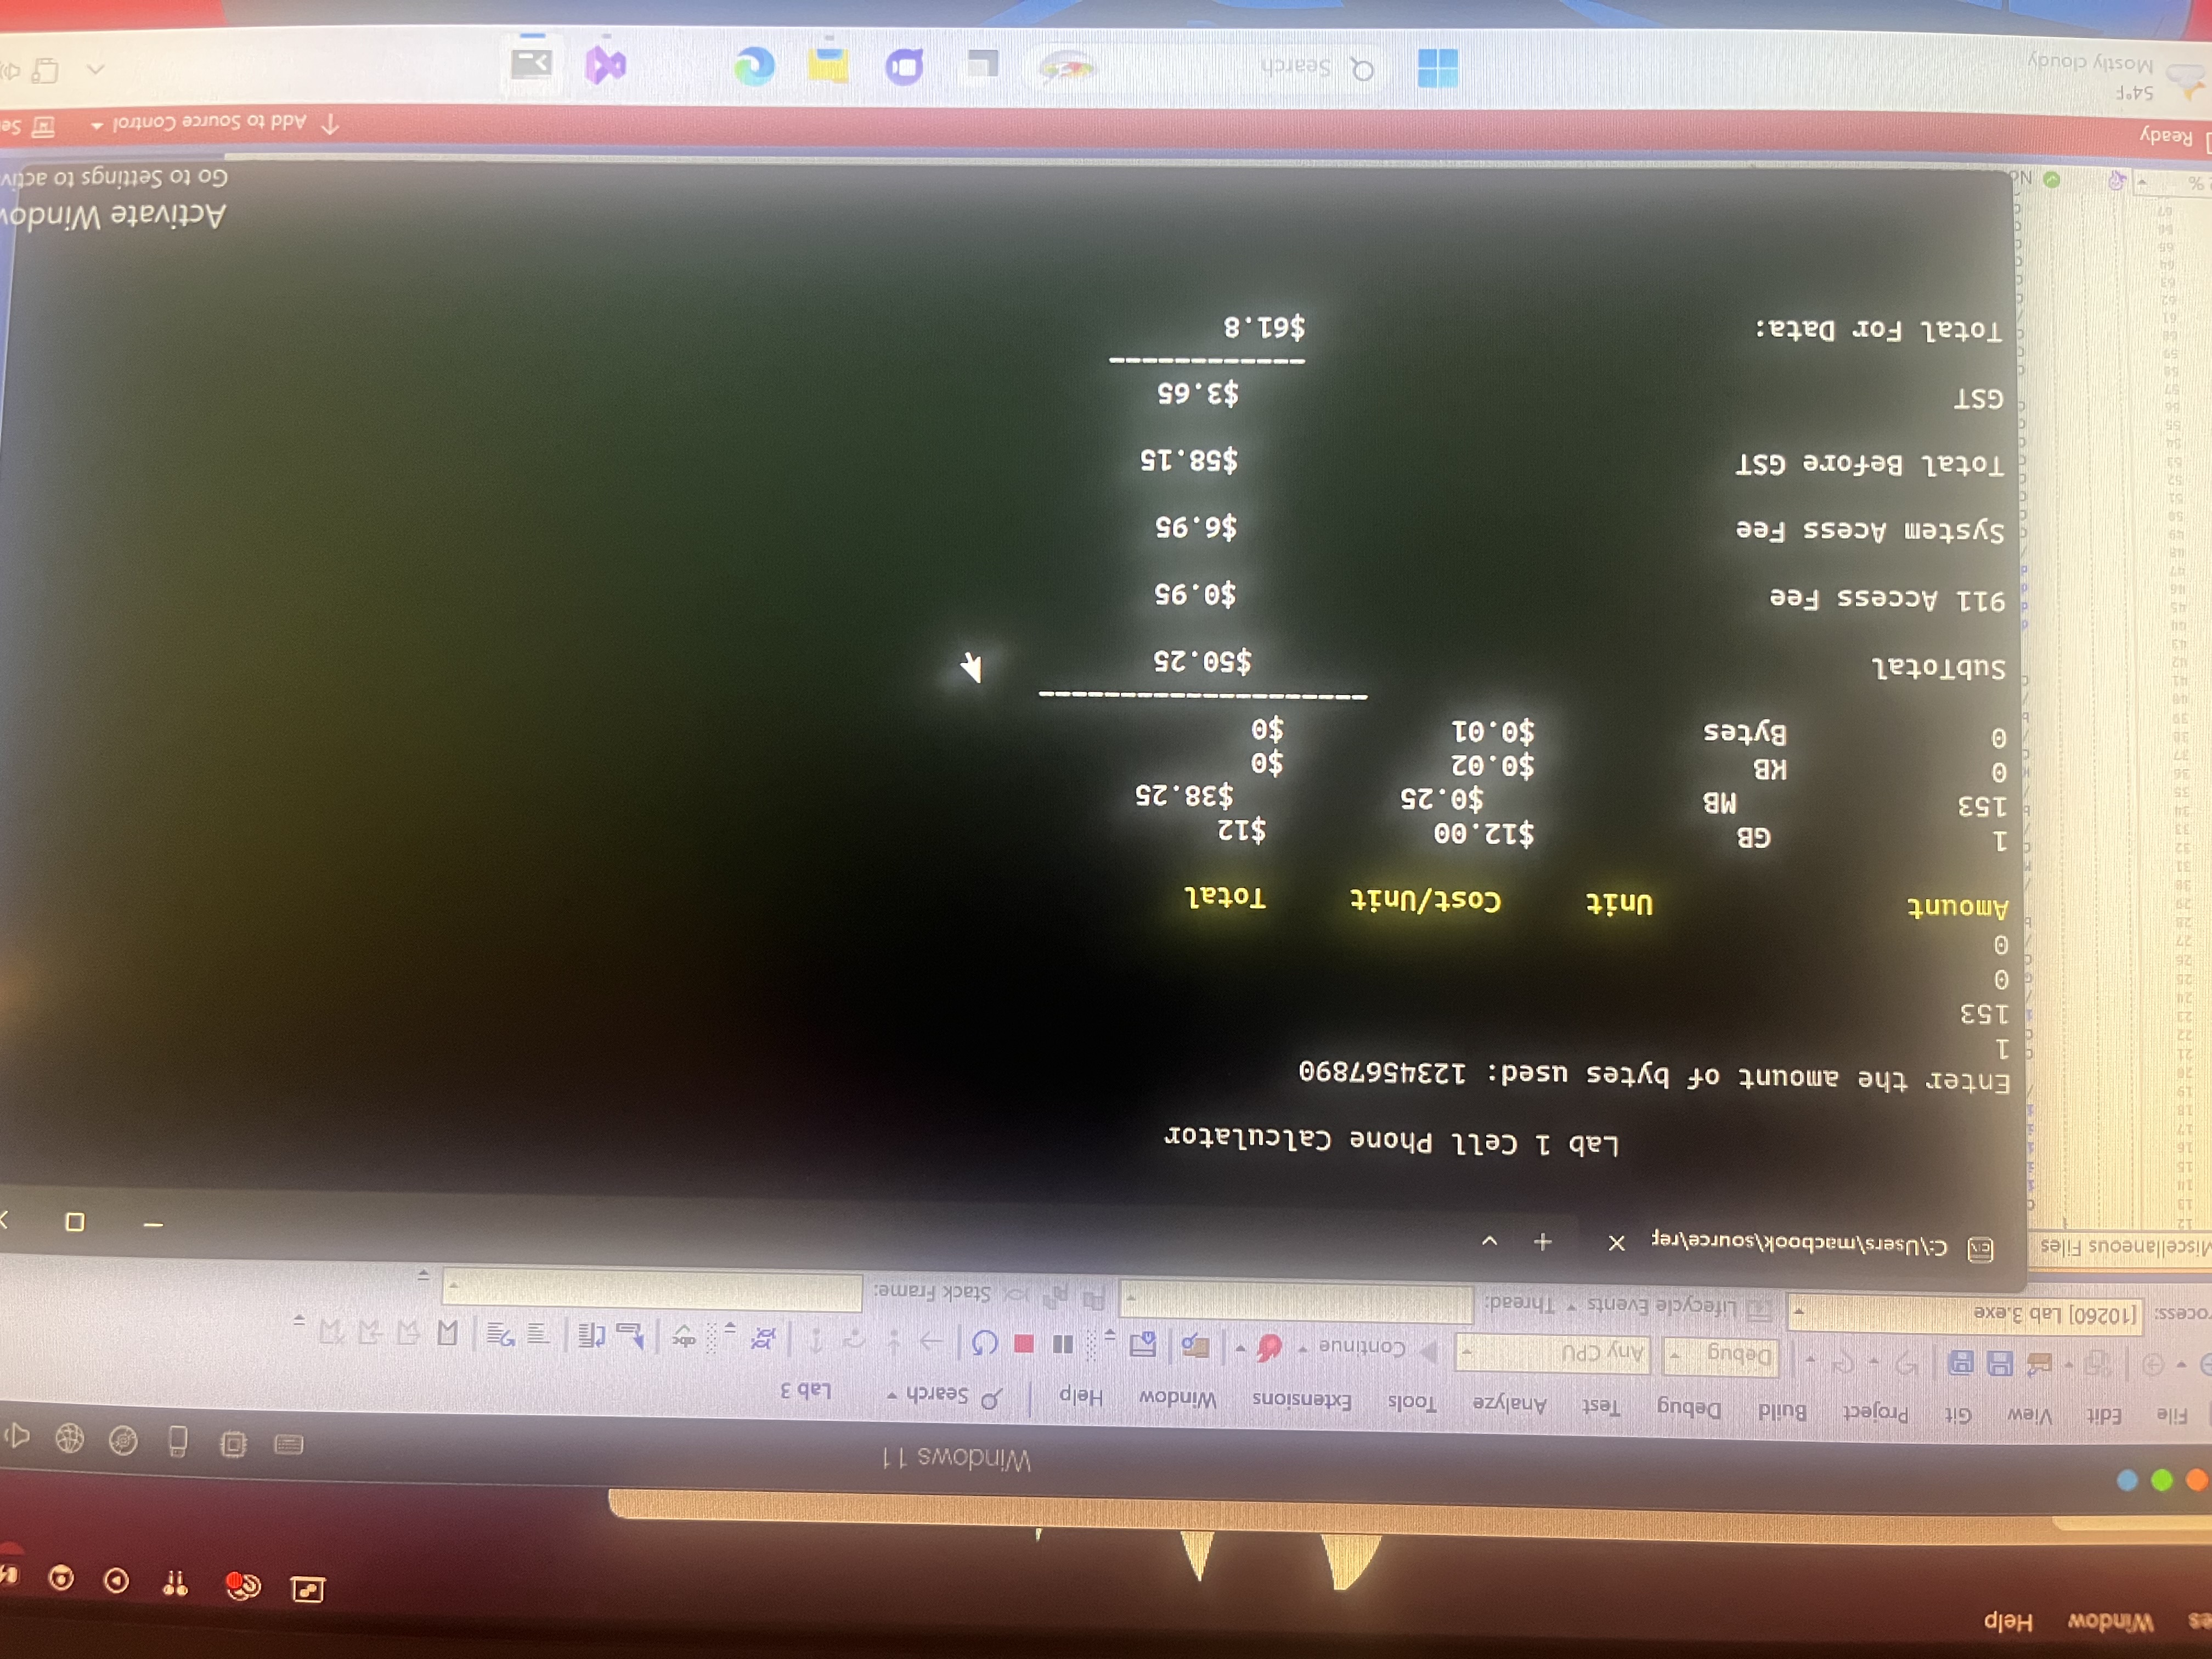 Window Help
Windows 11
File Edit View Git Project Build Debug Test Analyze Tools Extensions Window Help Search Lab 3
Debug Any CPU Continue
[10260] Lab 3.exe Lifecycle Events Thread: Stack Frame:
Miscellaneous Files
C:\Users\macbook\source\rep
Lab 1 Cell Phone Calculator
Enter the amount of bytes used: 1234567890
1
153
0
0
Amount Unit Cost/Unit Total
1 GB $12.00 $12
153 MB $0.25 $38.25
0 KB $0.02 $0
0 Bytes $0.01 $0
--------------------
SubTotal $50.25
911 Access Fee $0.95
System Acess Fee $6.95
Total Before GST $58.15
GST $3.65
------------
Total For Data: $61.8
Activate Window
Go to Settings to activ
Ready Add to Source Control
54°F
Mostly cloudy
Search